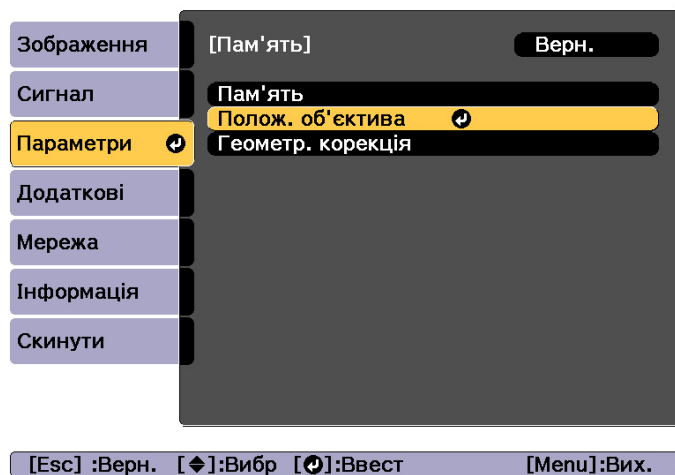 Зображення
Сигнал
Параметри
Додаткові
Мережа
Інформація
Скинути
[Пам'ять] Верн.
Пам'ять
Полож. об'єктива
Геометр. корекція
[Esc] :Верн. [◆]:Вибр [↵]:Ввест [Menu]:Вих.